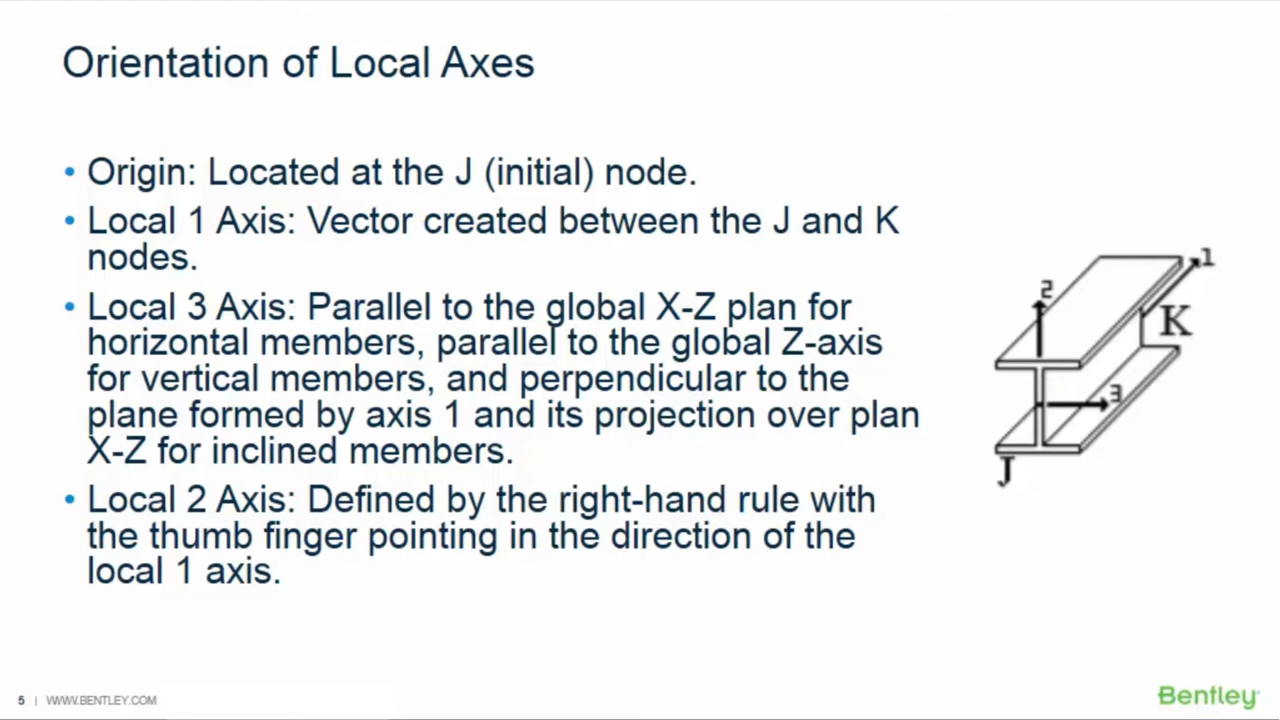 Orientation of Local Axes
• Origin: Located at the J (initial) node.
• Local 1 Axis: Vector created between the J and K
nodes.
• Local 3 Axis: Parallel to the global X-Z plan for
horizontal members, parallel to the global Z-axis
for vertical members, and perpendicular to the
plane formed by axis 1 and its projection over plan
X-Z for inclined members.
• Local 2 Axis: Defined by the right-hand rule with
the thumb finger pointing in the direction of the
local 1 axis.
1
2
K
3
J
5 | WWW.BENTLEY.COM
Bentley